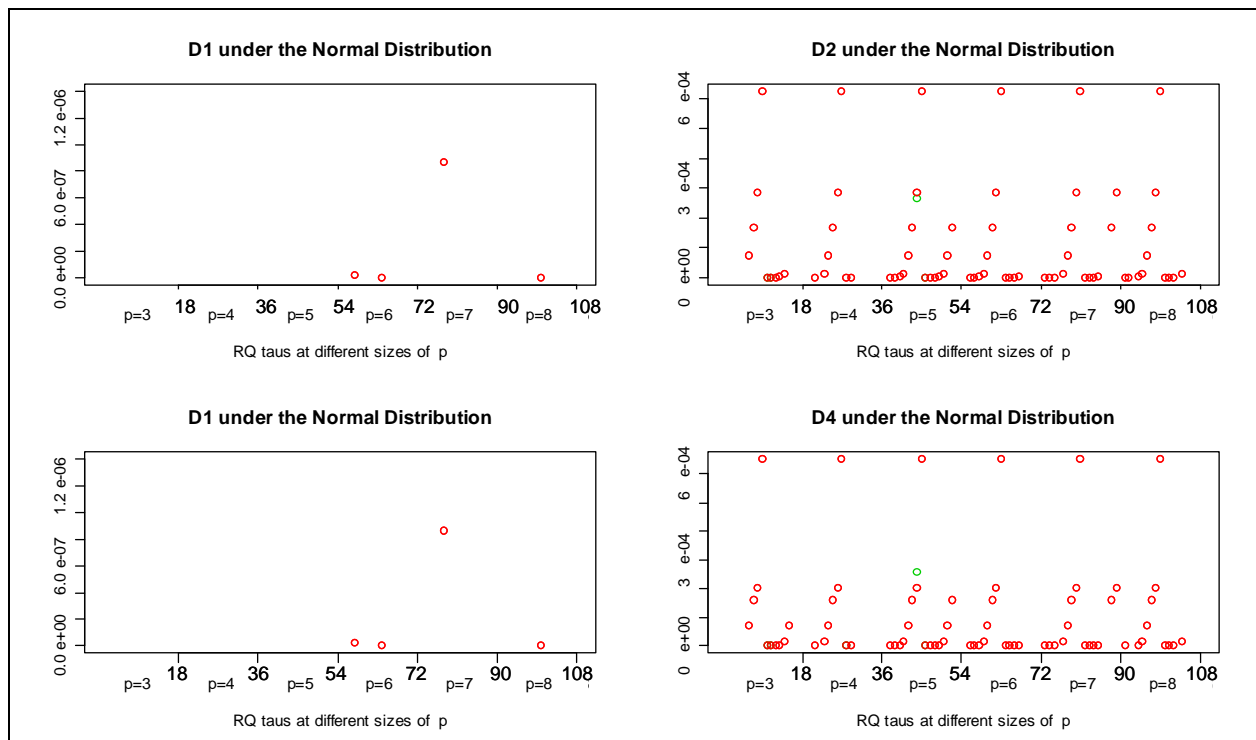 D1 under the Normal Distribution
0.0 e+00 6.0 e-07 1.2 e-06
18 36 54 72 90 108
p=3 p=4 p=5 p=6 p=7 p=8
RQ taus at different sizes of p
D2 under the Normal Distribution
0 e+00 3 e-04 6 e-04
18 36 54 72 90 108
p=3 p=4 p=5 p=6 p=7 p=8
RQ taus at different sizes of p
D1 under the Normal Distribution
0.0 e+00 6.0 e-07 1.2 e-06
18 36 54 72 90 108
p=3 p=4 p=5 p=6 p=7 p=8
RQ taus at different sizes of p
D4 under the Normal Distribution
0 e+00 3 e-04 6 e-04
18 36 54 72 90 108
p=3 p=4 p=5 p=6 p=7 p=8
RQ taus at different sizes of p